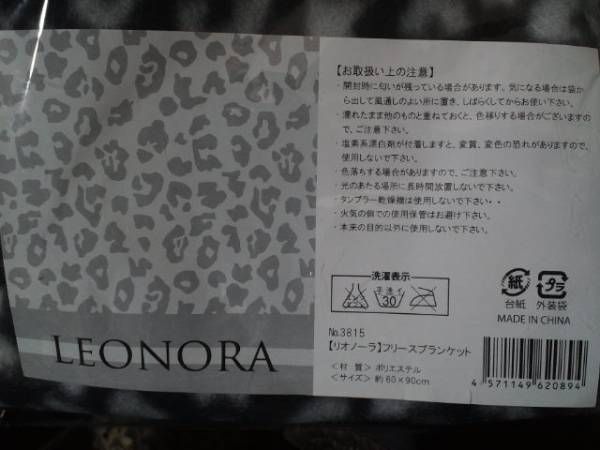 LEONORA
【お取扱い上の注意】
・開封時に匂いが残っている場合があります。気になる場合は袋か
ら出して風通しのよい所に置き、しばらくしてからお使い下さい。
・濡れたまま他のものと重ねておくと、色移りする場合がございますの
で、ご注意下さい。
・塩素系漂白剤が付着しますと、変質、変色の恐れがありますので、
使用しないで下さい。
・色落ちする場合がありますので、ご注意下さい。
・光のあたる場所に長時間放置しないで下さい。
・タンブラー乾燥機は使用しないで下さい・・
・火気の側での使用保管はお避け下さい。
・本来の目的以外に使用しないで下さい。
洗濯表示
手洗イ
30
紙
プラ
台紙 外装袋
MADE IN CHINA
No.3815
【リオノーラ】フリースブランケット
＜材 質＞ ポリエステル
＜サイズ＞ 約60×90cm
4 571149 620894